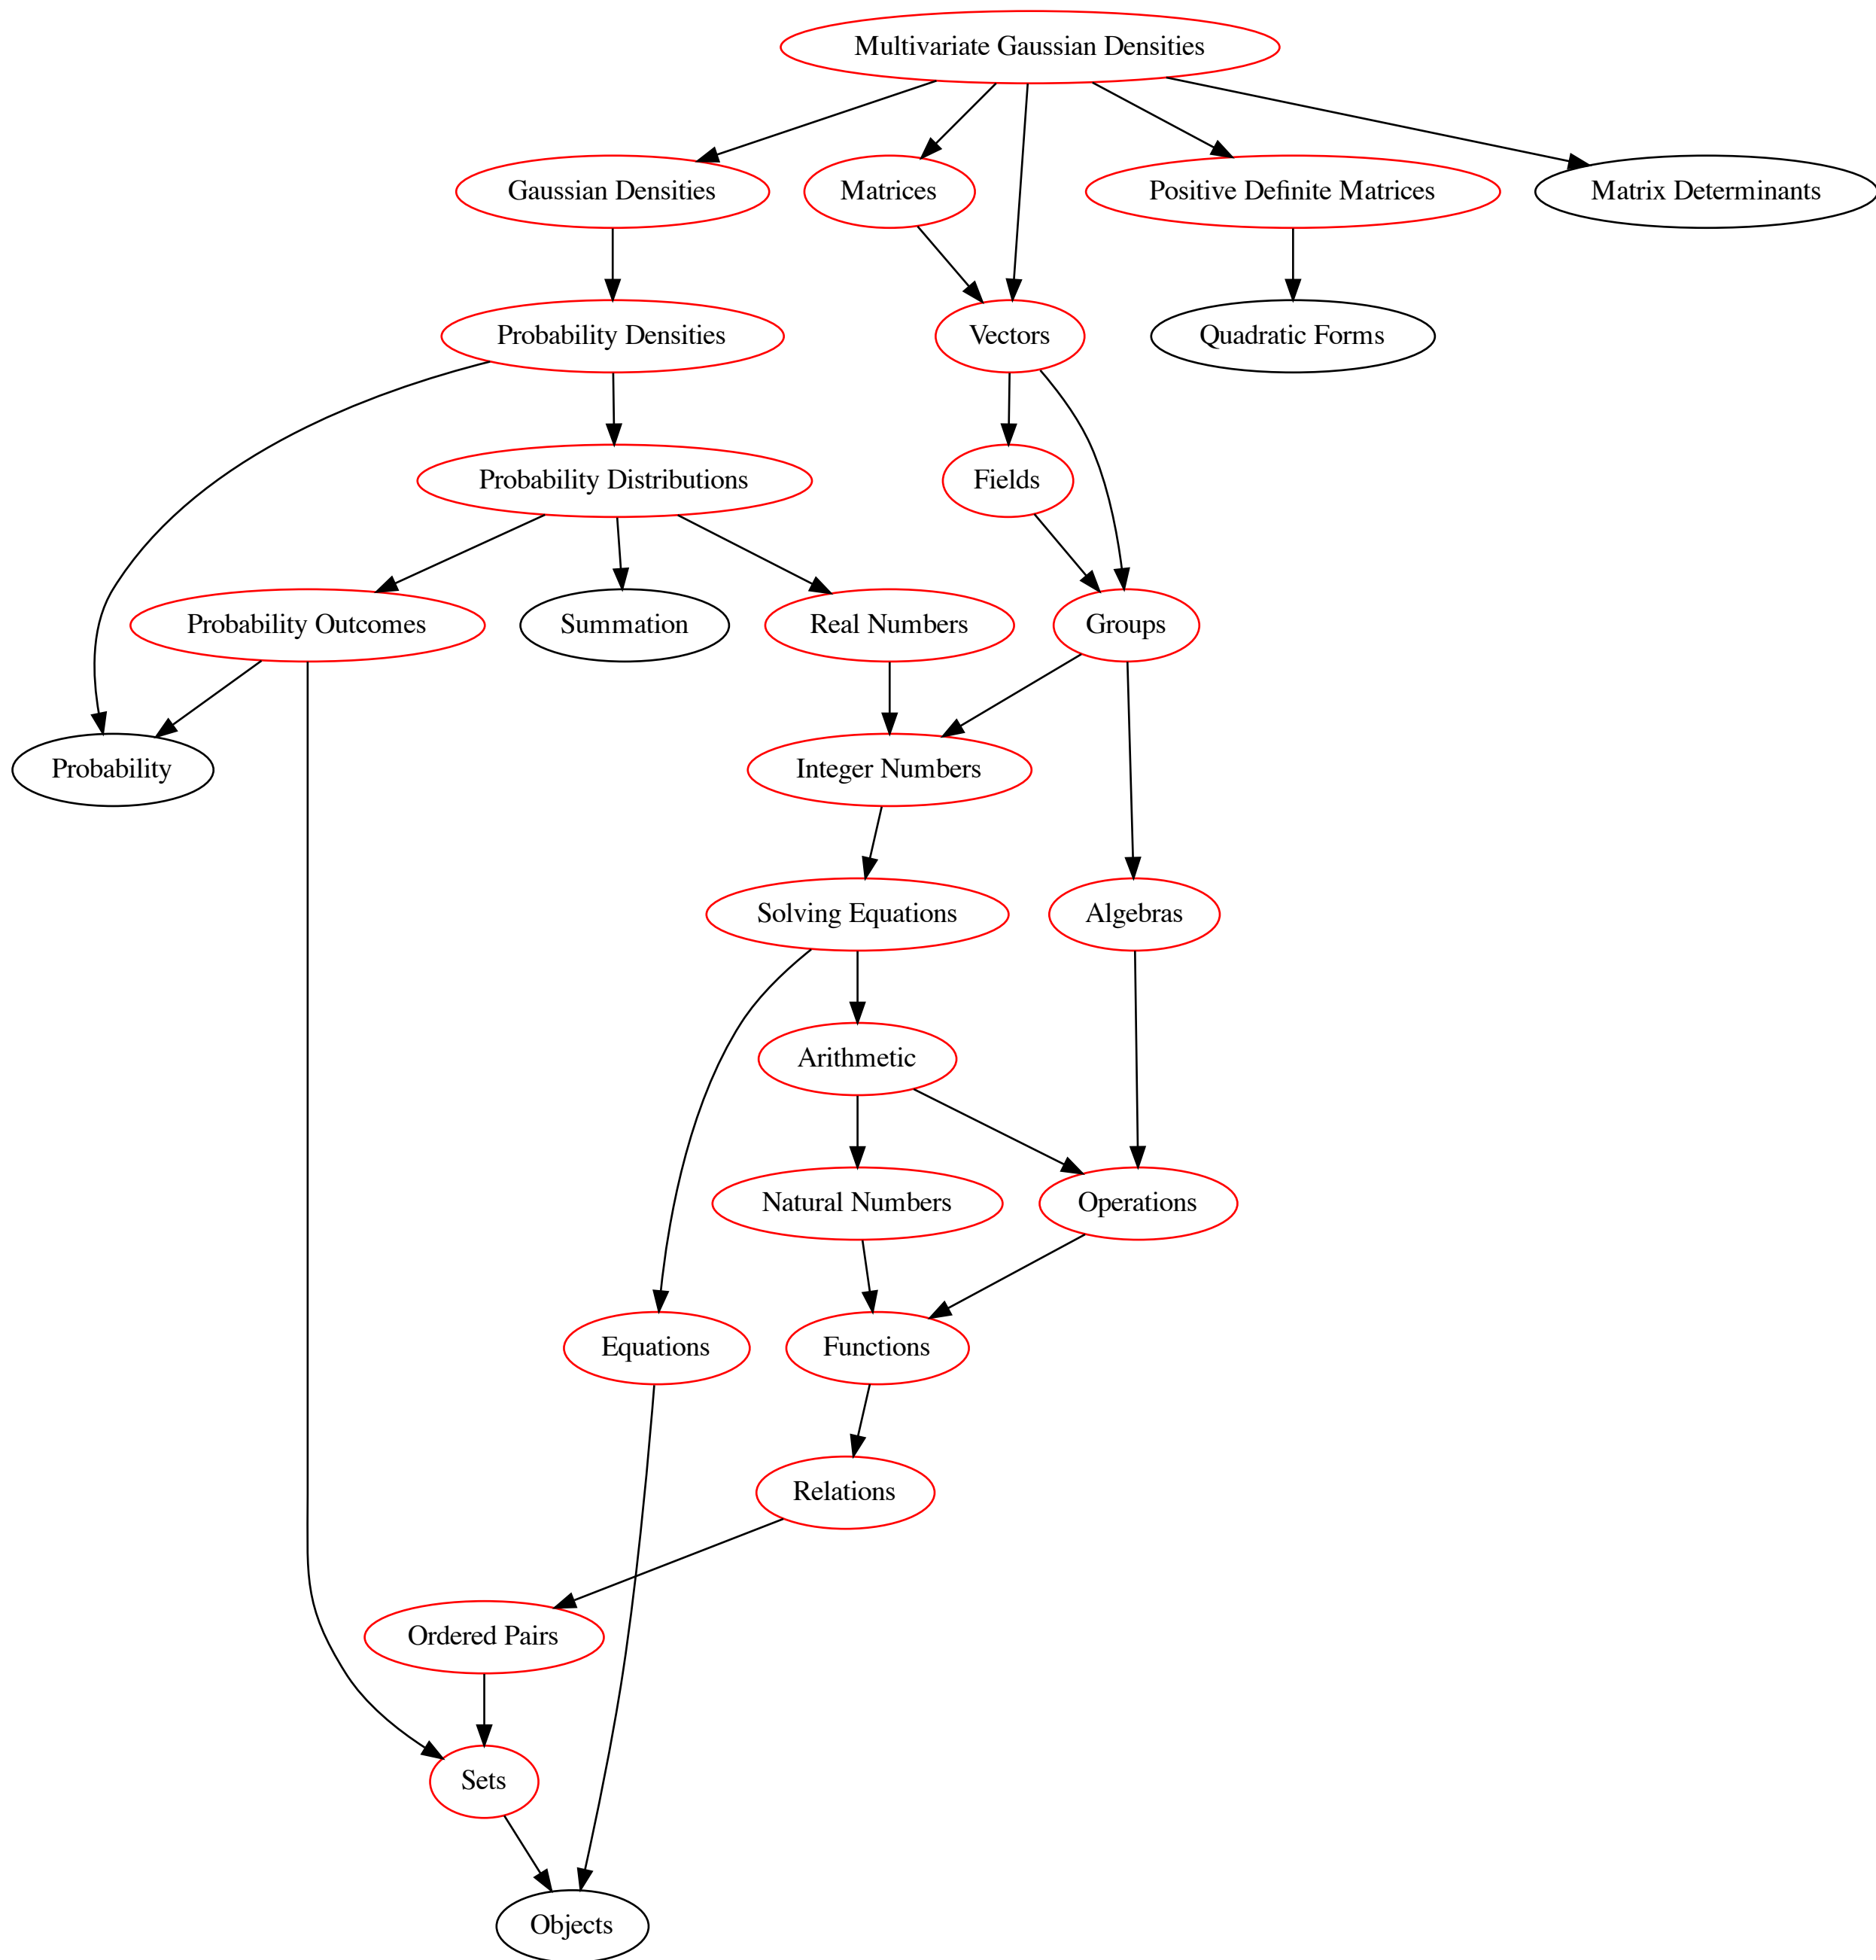 Multivariate Gaussian Densities
Gaussian Densities
Matrices
Positive Definite Matrices
Matrix Determinants
Probability Densities
Vectors
Quadratic Forms
Probability Distributions
Fields
Probability Outcomes
Summation
Real Numbers
Groups
Probability
Integer Numbers
Solving Equations
Algebras
Arithmetic
Natural Numbers
Operations
Equations
Functions
Relations
Ordered Pairs
Sets
Objects